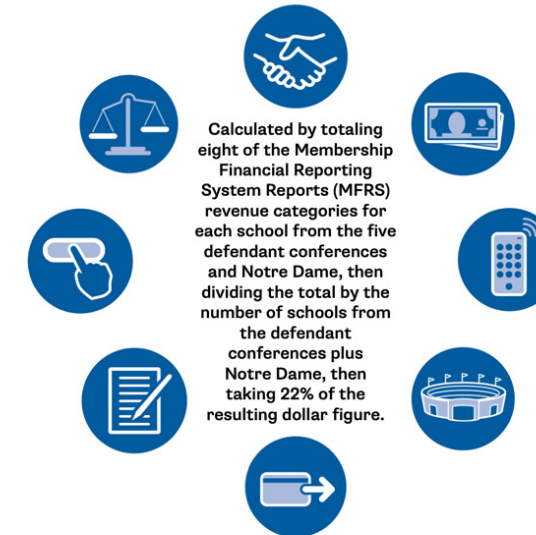 Calculated by totaling
eight of the Membership
Financial Reporting
System Reports (MFRS)
revenue categories for
each school from the five
defendant conferences
and Notre Dame, then
dividing the total by the
number of schools from
the defendant
conferences plus
Notre Dame, then
taking 22% of the
resulting dollar figure.